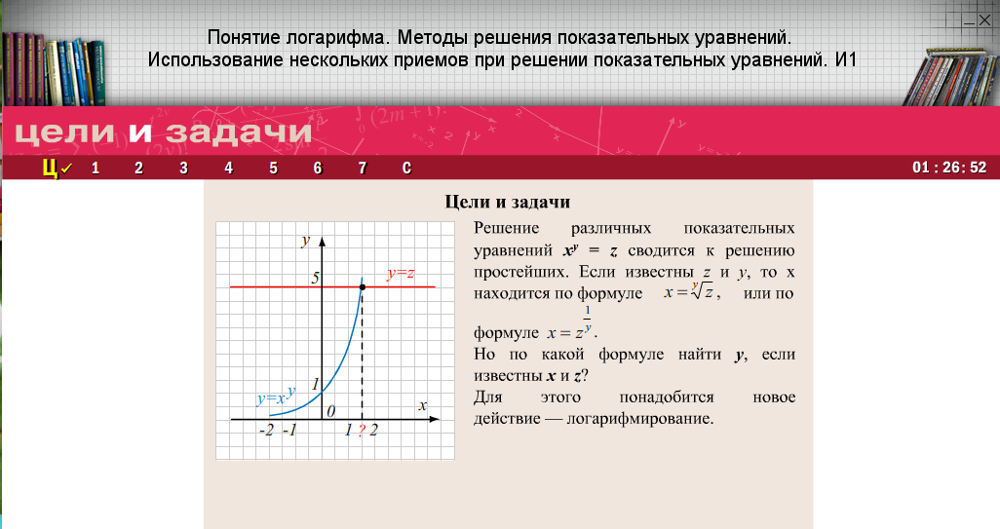 Понятие логарифма. Методы решения показательных уравнений.
Использование нескольких приемов при решении показательных уравнений. И1
цели и задачи
Ц 1 2 3 4 5 6 7 С 01 : 26 : 52
Цели и задачи
y
5
y=z
1
y=x^y
0
x
-2 -1 1 ? 2
Решение различных показательных
уравнений x^y = z сводится к решению
простейших. Если известны z и y, то x
находится по формуле x = \sqrt[y]{z}, или по
формуле x = z^{\frac{1}{y}}.
Но по какой формуле найти y, если
известны x и z?
Для этого понадобится новое
действие — логарифмирование.